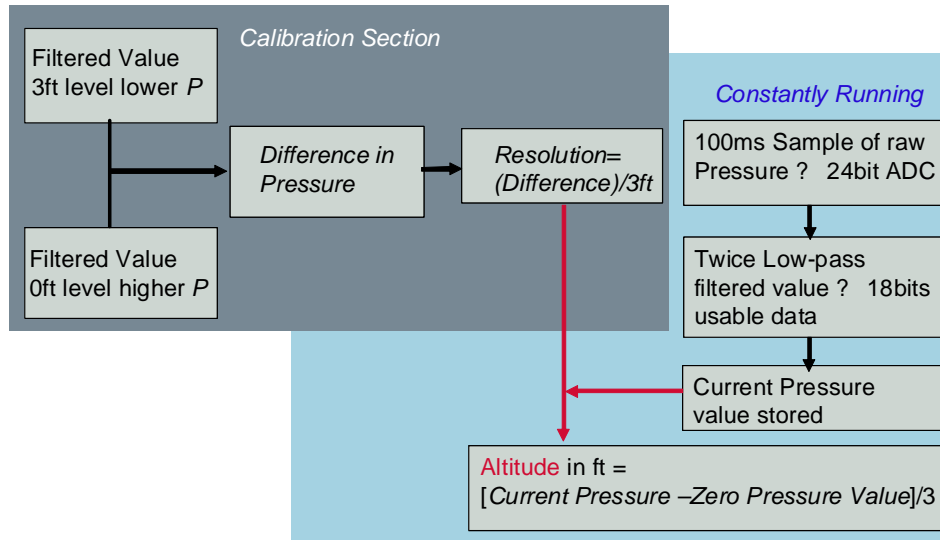 Calibration Section
Filtered Value
3ft level lower P
Difference in
Pressure
Resolution=
(Difference)/3ft
Filtered Value
0ft level higher P
Constantly Running
100ms Sample of raw
Pressure ? 24bit ADC
Twice Low-pass
filtered value ? 18bits
usable data
Current Pressure
value stored
Altitude in ft =
[Current Pressure –Zero Pressure Value]/3